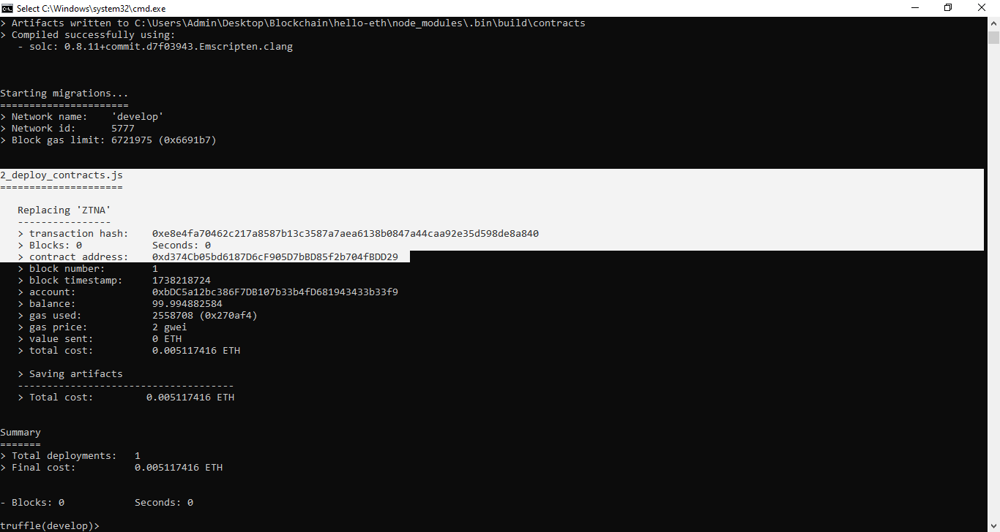 Select C:\Windows\system32\cmd.exe
> Artifacts written to C:\Users\Admin\Desktop\Blockchain\hello-eth\node_modules\.bin\build\contracts
> Compiled successfully using:
   - solc: 0.8.11+commit.d7f03943.Emscripten.clang
Starting migrations...
======================
> Network name:    'develop'
> Network id:      5777
> Block gas limit: 6721975 (0x6691b7)
2_deploy_contracts.js
=====================
   Replacing 'ZTNA'
   ----------------
   > transaction hash:    0xe8e4fa70462c217a8587b13c3587a7aea6138b0847a44caa92e35d598de8a840
   > Blocks: 0            Seconds: 0
   > contract address:    0xd374Cb05bd6187D6cF905D7bBD85f2b704fBDD29
   > block number:        1
   > block timestamp:     1738218724
   > account:             0xbDC5a12bc386F7DB107b33b4fD681943433b33f9
   > balance:             99.994882584
   > gas used:            2558708 (0x270af4)
   > gas price:           2 gwei
   > value sent:          0 ETH
   > total cost:          0.005117416 ETH
   > Saving artifacts
   -------------------------------------
   > Total cost:         0.005117416 ETH
Summary
=======
> Total deployments:   1
> Final cost:          0.005117416 ETH
- Blocks: 0            Seconds: 0
truffle(develop)>